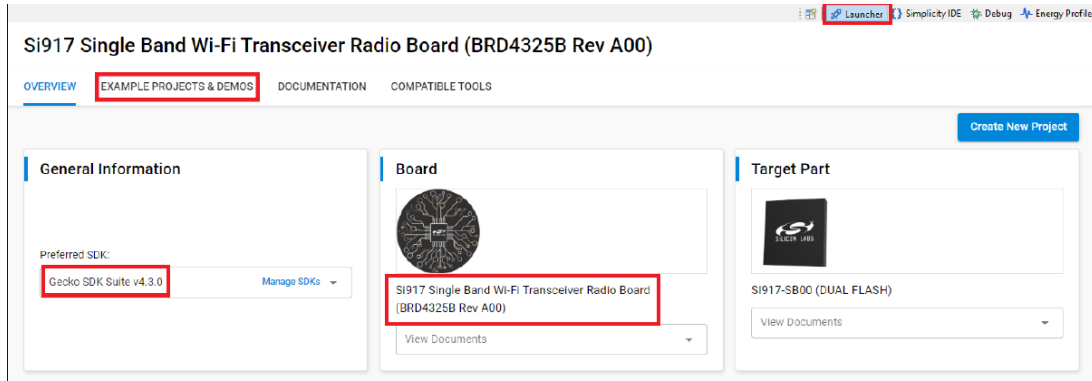 Launcher {} Simplicity IDE Debug Energy Profile
Si917 Single Band Wi-Fi Transceiver Radio Board (BRD4325B Rev A00)
OVERVIEW EXAMPLE PROJECTS & DEMOS DOCUMENTATION COMPATIBLE TOOLS
Create New Project
General Information
Board
Target Part
SILICON LABS
Preferred SDK:
Gecko SDK Suite v4.3.0 Manage SDKs
SI917 Single Band Wi-Fi Transceiver Radio Board
(BRD4325B Rev A00)
View Documents
SI917-SB00 (DUAL FLASH)
View Documents